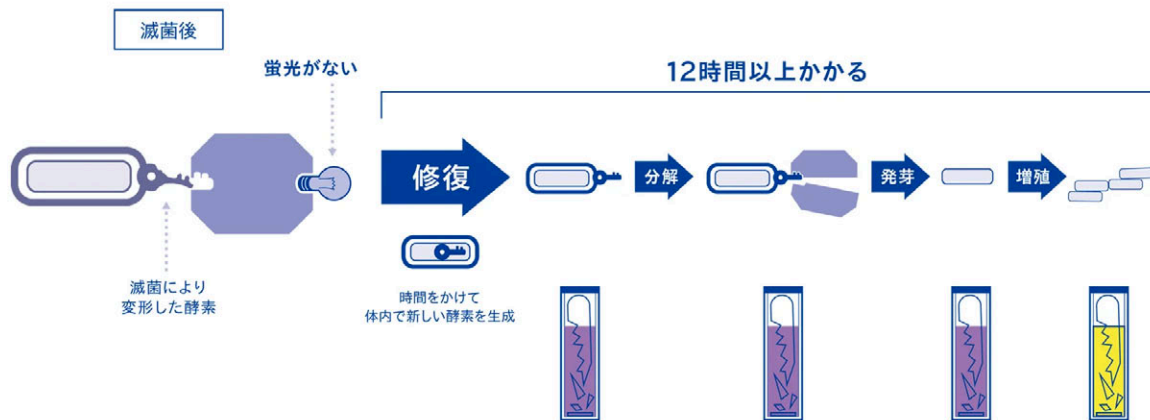 滅菌後
蛍光がない
12時間以上かかる
修復
分解
発芽
増殖
滅菌により
変形した酵素
時間をかけて
体内で新しい酵素を生成